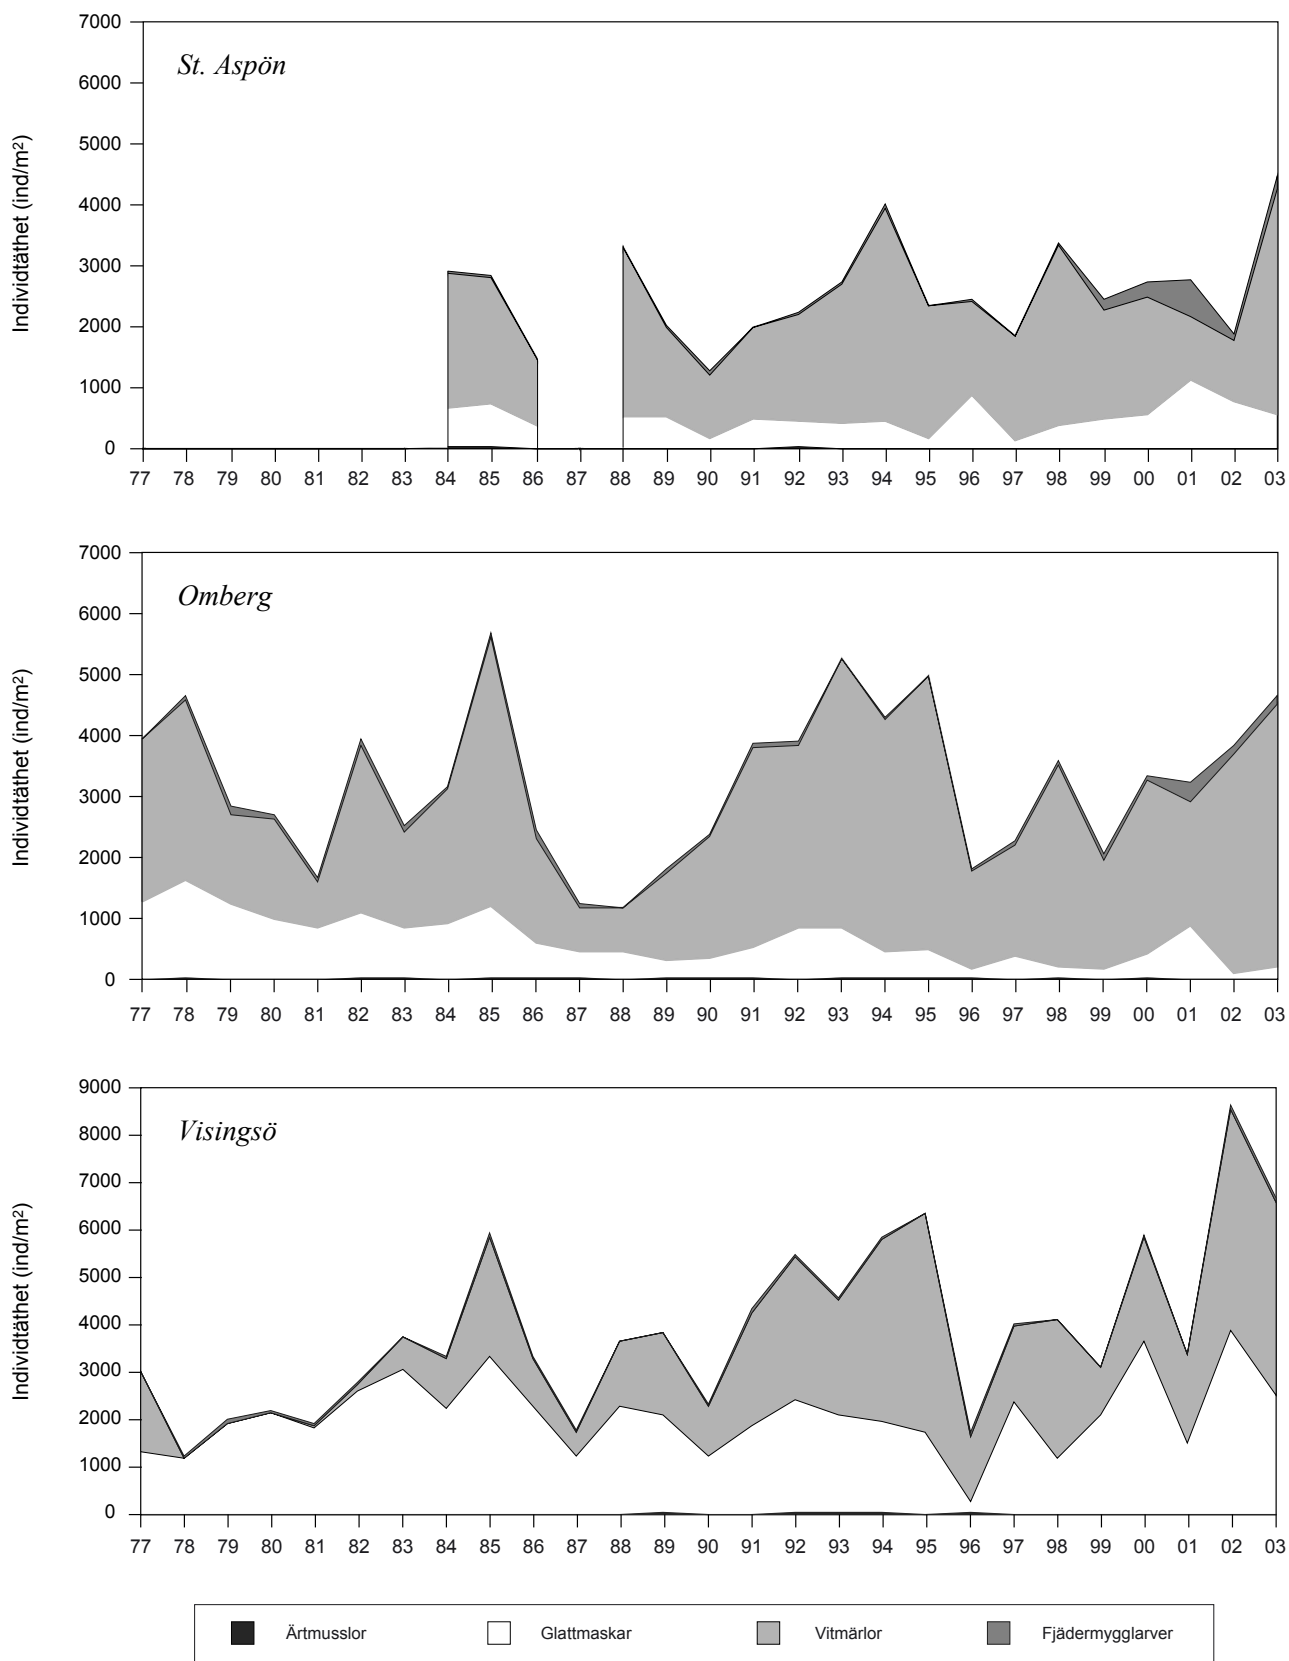 St. Aspön
Individtäthet (ind/m²)
7000
6000
5000
4000
3000
2000
1000
0
77 78 79 80 81 82 83 84 85 86 87 88 89 90 91 92 93 94 95 96 97 98 99 00 01 02 03
Omberg
Individtäthet (ind/m²)
7000
6000
5000
4000
3000
2000
1000
0
77 78 79 80 81 82 83 84 85 86 87 88 89 90 91 92 93 94 95 96 97 98 99 00 01 02 03
Visingsö
Individtäthet (ind/m²)
9000
8000
7000
6000
5000
4000
3000
2000
1000
0
77 78 79 80 81 82 83 84 85 86 87 88 89 90 91 92 93 94 95 96 97 98 99 00 01 02 03
Ärtmusslor Glattmaskar Vitmärlor Fjädermygglarver